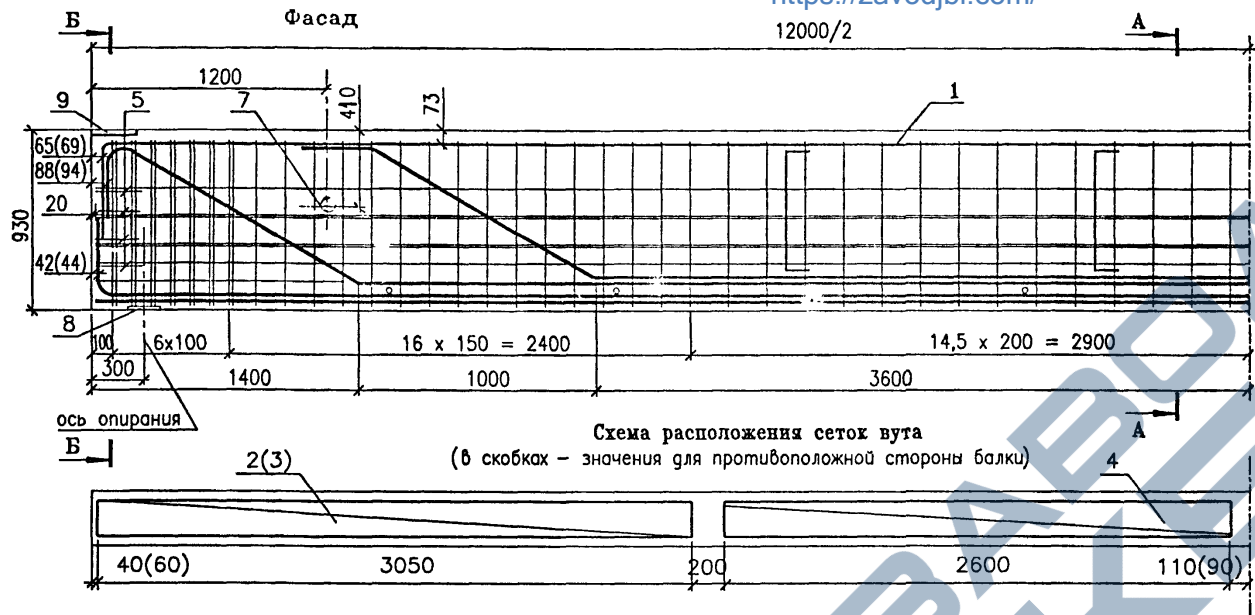 https://zavodjbi.com/
Б
Фасад
12000/2
А
1200
9
5
7
410
73
1
65(69)
88(94)
20
930
42(44)
8
100
6х100
16 х 150 = 2400
14,5 х 200 = 2900
300
1400
1000
3600
ось опирания
Б
А
Схема расположения сеток вута
(в скобках – значения для противоположной стороны балки)
2(3)
4
40(60)
3050
200
2600
110(90)